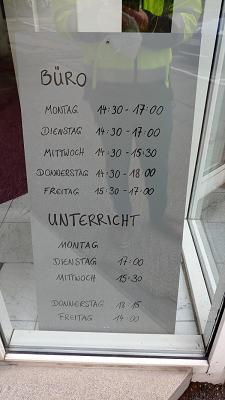 BÜRO
MONTAG 14:30 - 17:00
DIENSTAG 14:30 - 17:00
MITTWOCH 14:30 - 15:30
DONNERSTAG 14:30 - 18:00
FREITAG 15:30 - 17:00
UNTERRICHT
MONTAG
DIENSTAG 17:00
MITTWOCH 15:30
DONNERSTAG 18:15
FREITAG 14:00